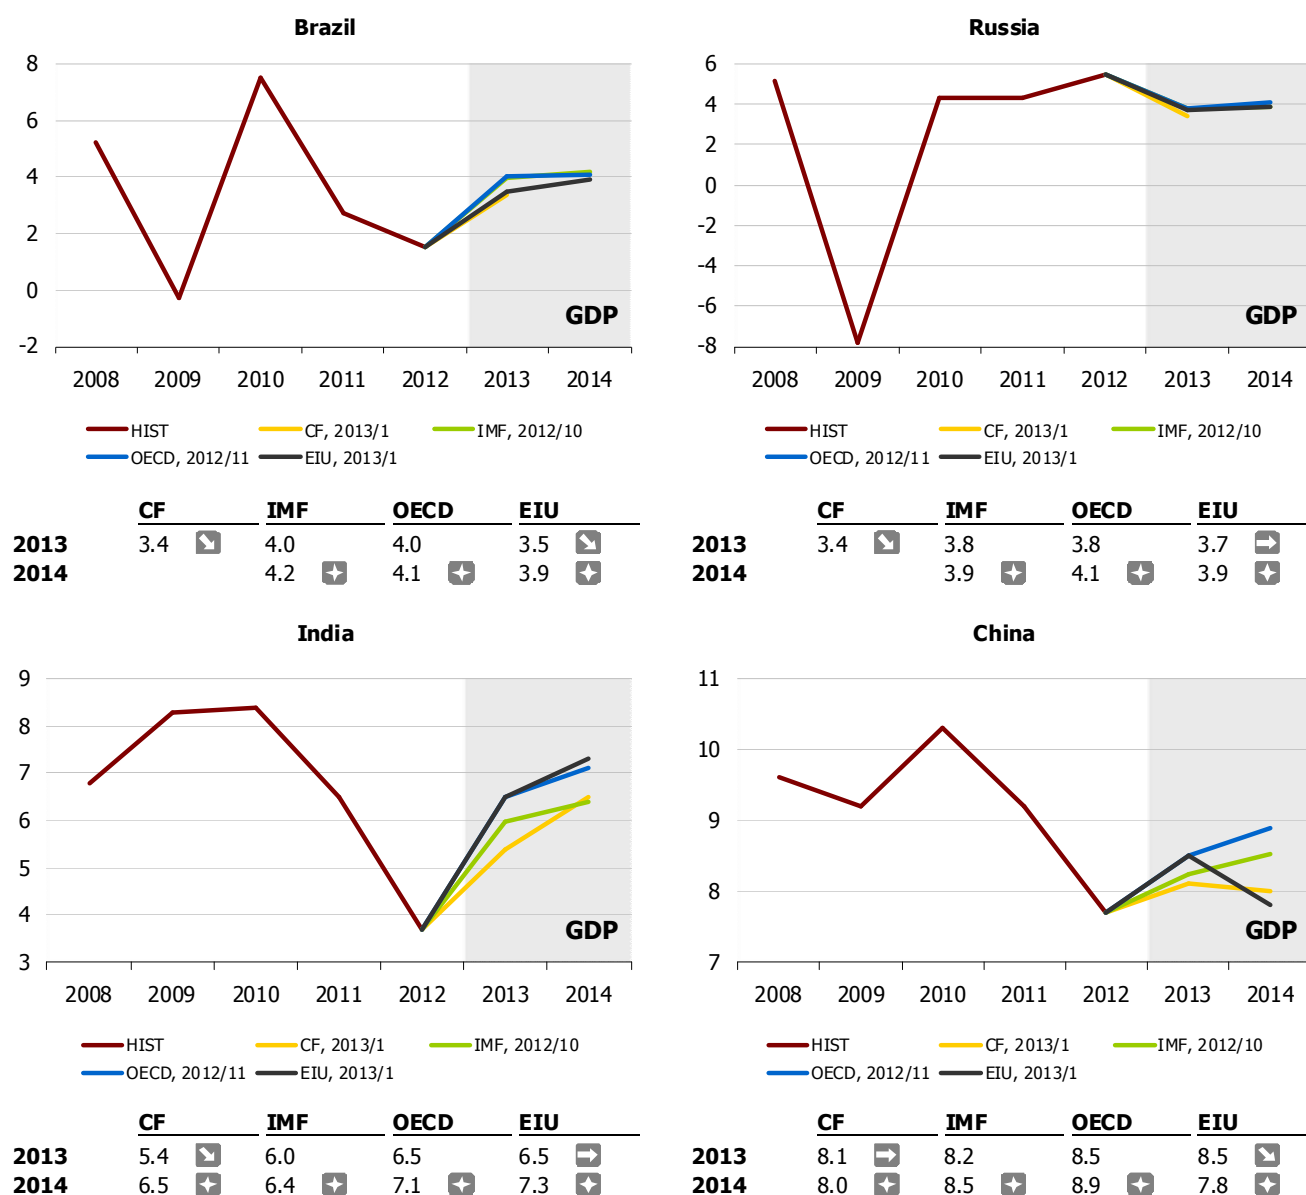 Brazil
8
6
4
2
0
-2
GDP
2008 2009 2010 2011 2012 2013 2014
HIST CF, 2013/1 IMF, 2012/10
OECD, 2012/11 EIU, 2013/1
CF IMF OECD EIU
2013 3.4 4.0 4.0 3.5
2014 4.2 4.1 3.9
Russia
6
4
2
0
-2
-4
-6
-8
GDP
2008 2009 2010 2011 2012 2013 2014
HIST CF, 2013/1 IMF, 2012/10
OECD, 2012/11 EIU, 2013/1
CF IMF OECD EIU
2013 3.4 3.8 3.8 3.7
2014 3.9 4.1 3.9
India
9
8
7
6
5
4
3
GDP
2008 2009 2010 2011 2012 2013 2014
HIST CF, 2013/1 IMF, 2012/10
OECD, 2012/11 EIU, 2013/1
CF IMF OECD EIU
2013 5.4 6.0 6.5 6.5
2014 6.5 6.4 7.1 7.3
China
11
10
9
8
7
GDP
2008 2009 2010 2011 2012 2013 2014
HIST CF, 2013/1 IMF, 2012/10
OECD, 2012/11 EIU, 2013/1
CF IMF OECD EIU
2013 8.1 8.2 8.5 8.5
2014 8.0 8.5 8.9 7.8